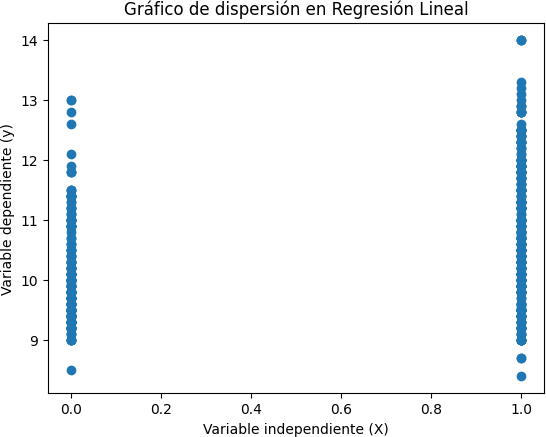 Gráfico de dispersión en Regresión Lineal
Variable dependiente (y)
14
13
12
11
10
9
0.0 0.2 0.4 0.6 0.8 1.0
Variable independiente (X)